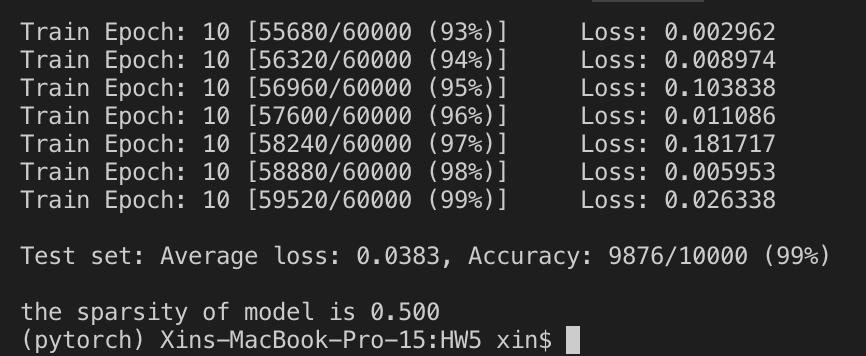 Train Epoch: 10 [55680/60000 (93%)]     Loss: 0.002962
Train Epoch: 10 [56320/60000 (94%)]     Loss: 0.008974
Train Epoch: 10 [56960/60000 (95%)]     Loss: 0.103838
Train Epoch: 10 [57600/60000 (96%)]     Loss: 0.011086
Train Epoch: 10 [58240/60000 (97%)]     Loss: 0.181717
Train Epoch: 10 [58880/60000 (98%)]     Loss: 0.005953
Train Epoch: 10 [59520/60000 (99%)]     Loss: 0.026338
Test set: Average loss: 0.0383, Accuracy: 9876/10000 (99%)
the sparsity of model is 0.500
(pytorch) Xins-MacBook-Pro-15:HW5 xin$